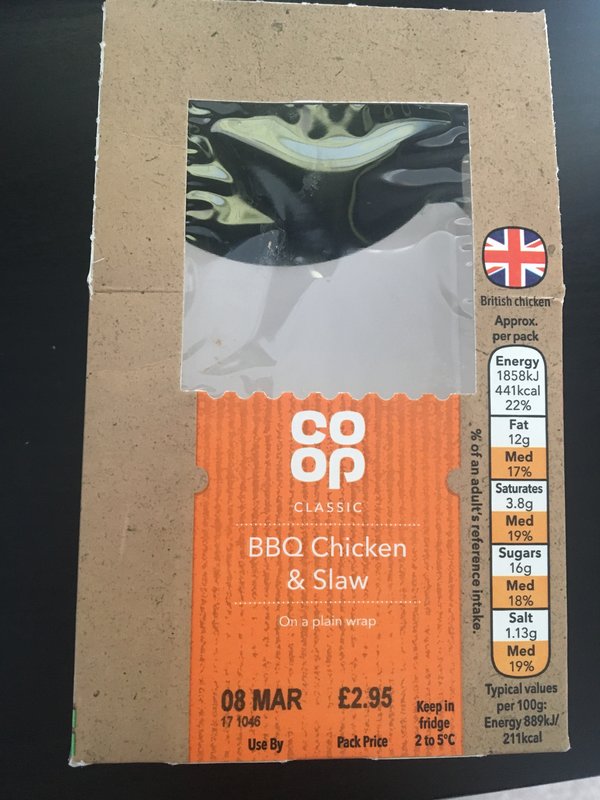 British chicken
Approx.
per pack
Energy
1858kJ
441kcal
22%
Fat
12g
Med
17%
Saturates
3.8g
Med
19%
Sugars
16g
Med
18%
Salt
1.13g
Med
19%
% of an adult's reference intake.
Typical values
per 100g:
Energy 889kJ/
211kcal
CO
OP
CLASSIC
BBQ Chicken
& Slaw
On a plain wrap
08 MAR £2.95
17 1046
Use By Pack Price
Keep in
fridge
2 to 5°C